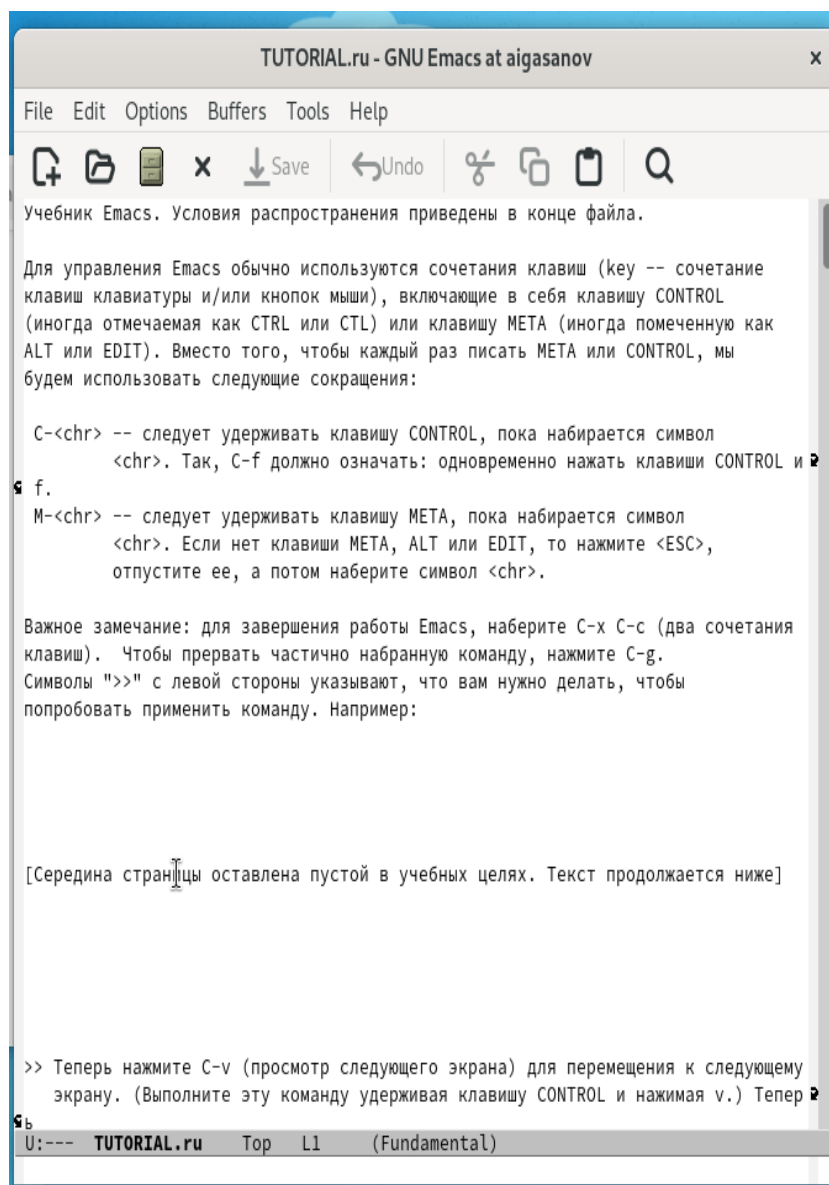 TUTORIAL.ru - GNU Emacs at aigasanov
File Edit Options Buffers Tools Help
Save Undo
Учебник Emacs. Условия распространения приведены в конце файла.
Для управления Emacs обычно используются сочетания клавиш (key -- сочетание
клавиш клавиатуры и/или кнопок мыши), включающие в себя клавишу CONTROL
(иногда отмечаемая как CTRL или CTL) или клавишу META (иногда помеченную как
ALT или EDIT). Вместо того, чтобы каждый раз писать META или CONTROL, мы
будем использовать следующие сокращения:
C-<chr> -- следует удерживать клавишу CONTROL, пока набирается символ
<chr>. Так, C-f должно означать: одновременно нажать клавиши CONTROL и
f.
M-<chr> -- следует удерживать клавишу META, пока набирается символ
<chr>. Если нет клавиши META, ALT или EDIT, то нажмите <ESC>,
отпустите ее, а потом наберите символ <chr>.
Важное замечание: для завершения работы Emacs, наберите C-x C-c (два сочетания
клавиш).  Чтобы прервать частично набранную команду, нажмите C-g.
Символы ">>" с левой стороны указывают, что вам нужно делать, чтобы
попробовать применить команду. Например:
[Середина страницы оставлена пустой в учебных целях. Текст продолжается ниже]
>> Теперь нажмите C-v (просмотр следующего экрана) для перемещения к следующему
экрану. (Выполните эту команду удерживая клавишу CONTROL и нажимая v.) Тепер
ь
U:--- TUTORIAL.ru Top L1 (Fundamental)